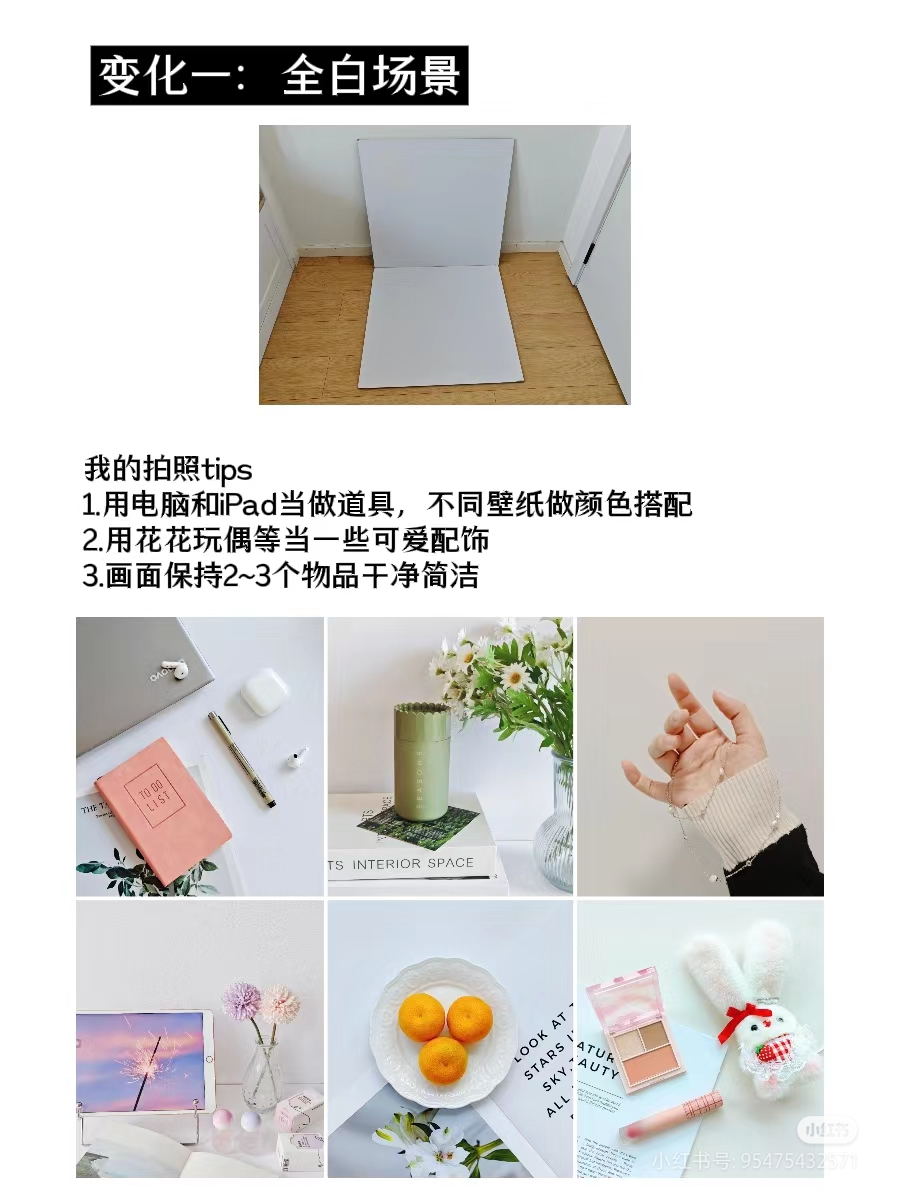 变化一：全白场景
我的拍照tips
1.用电脑和iPad当做道具，不同壁纸做颜色搭配
2.用花花玩偶等当一些可爱配饰
3.画面保持2~3个物品干净简洁
TO DO
LIST
SEASONS
TS INTERIOR SPACE
LOOK AT T
STARS
SKY
ALL
ATUR
EAUTY
小红书
小红书号: 95475432571